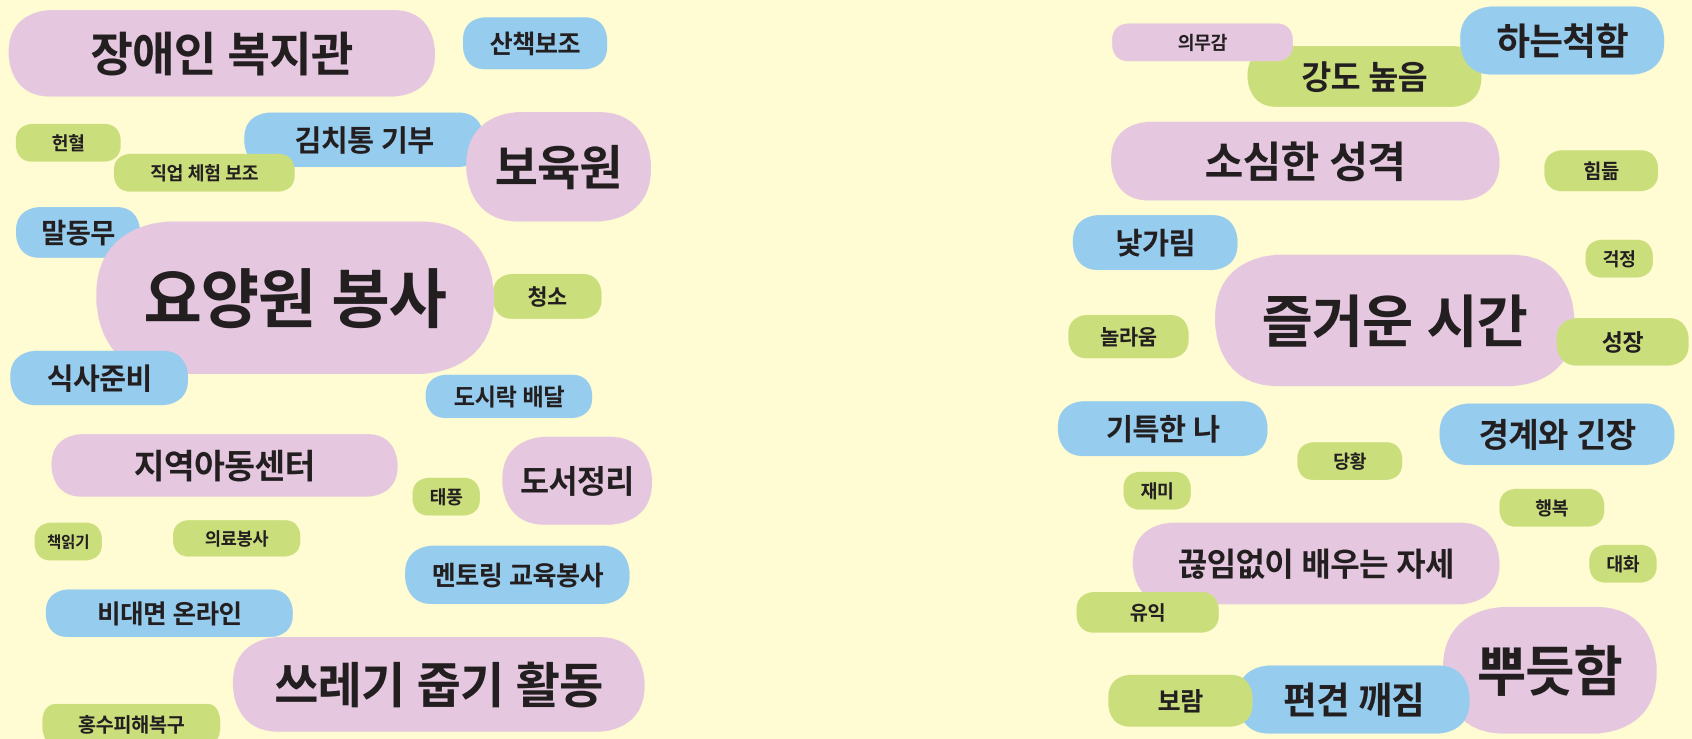 장애인 복지관
산책보조
헌혈
김치통 기부
직업 체험 보조
보육원
말동무
요양원 봉사
청소
식사준비
도시락 배달
지역아동센터
도서정리
태풍
책읽기
의료봉사
멘토링 교육봉사
비대면 온라인
쓰레기 줍기 활동
홍수피해복구
의무감
하는척함
강도 높음
소심한 성격
힘듦
낯가림
걱정
즐거운 시간
놀라움
성장
기특한 나
경계와 긴장
당황
재미
행복
끊임없이 배우는 자세
대화
유익
뿌듯함
보람
편견 깨짐